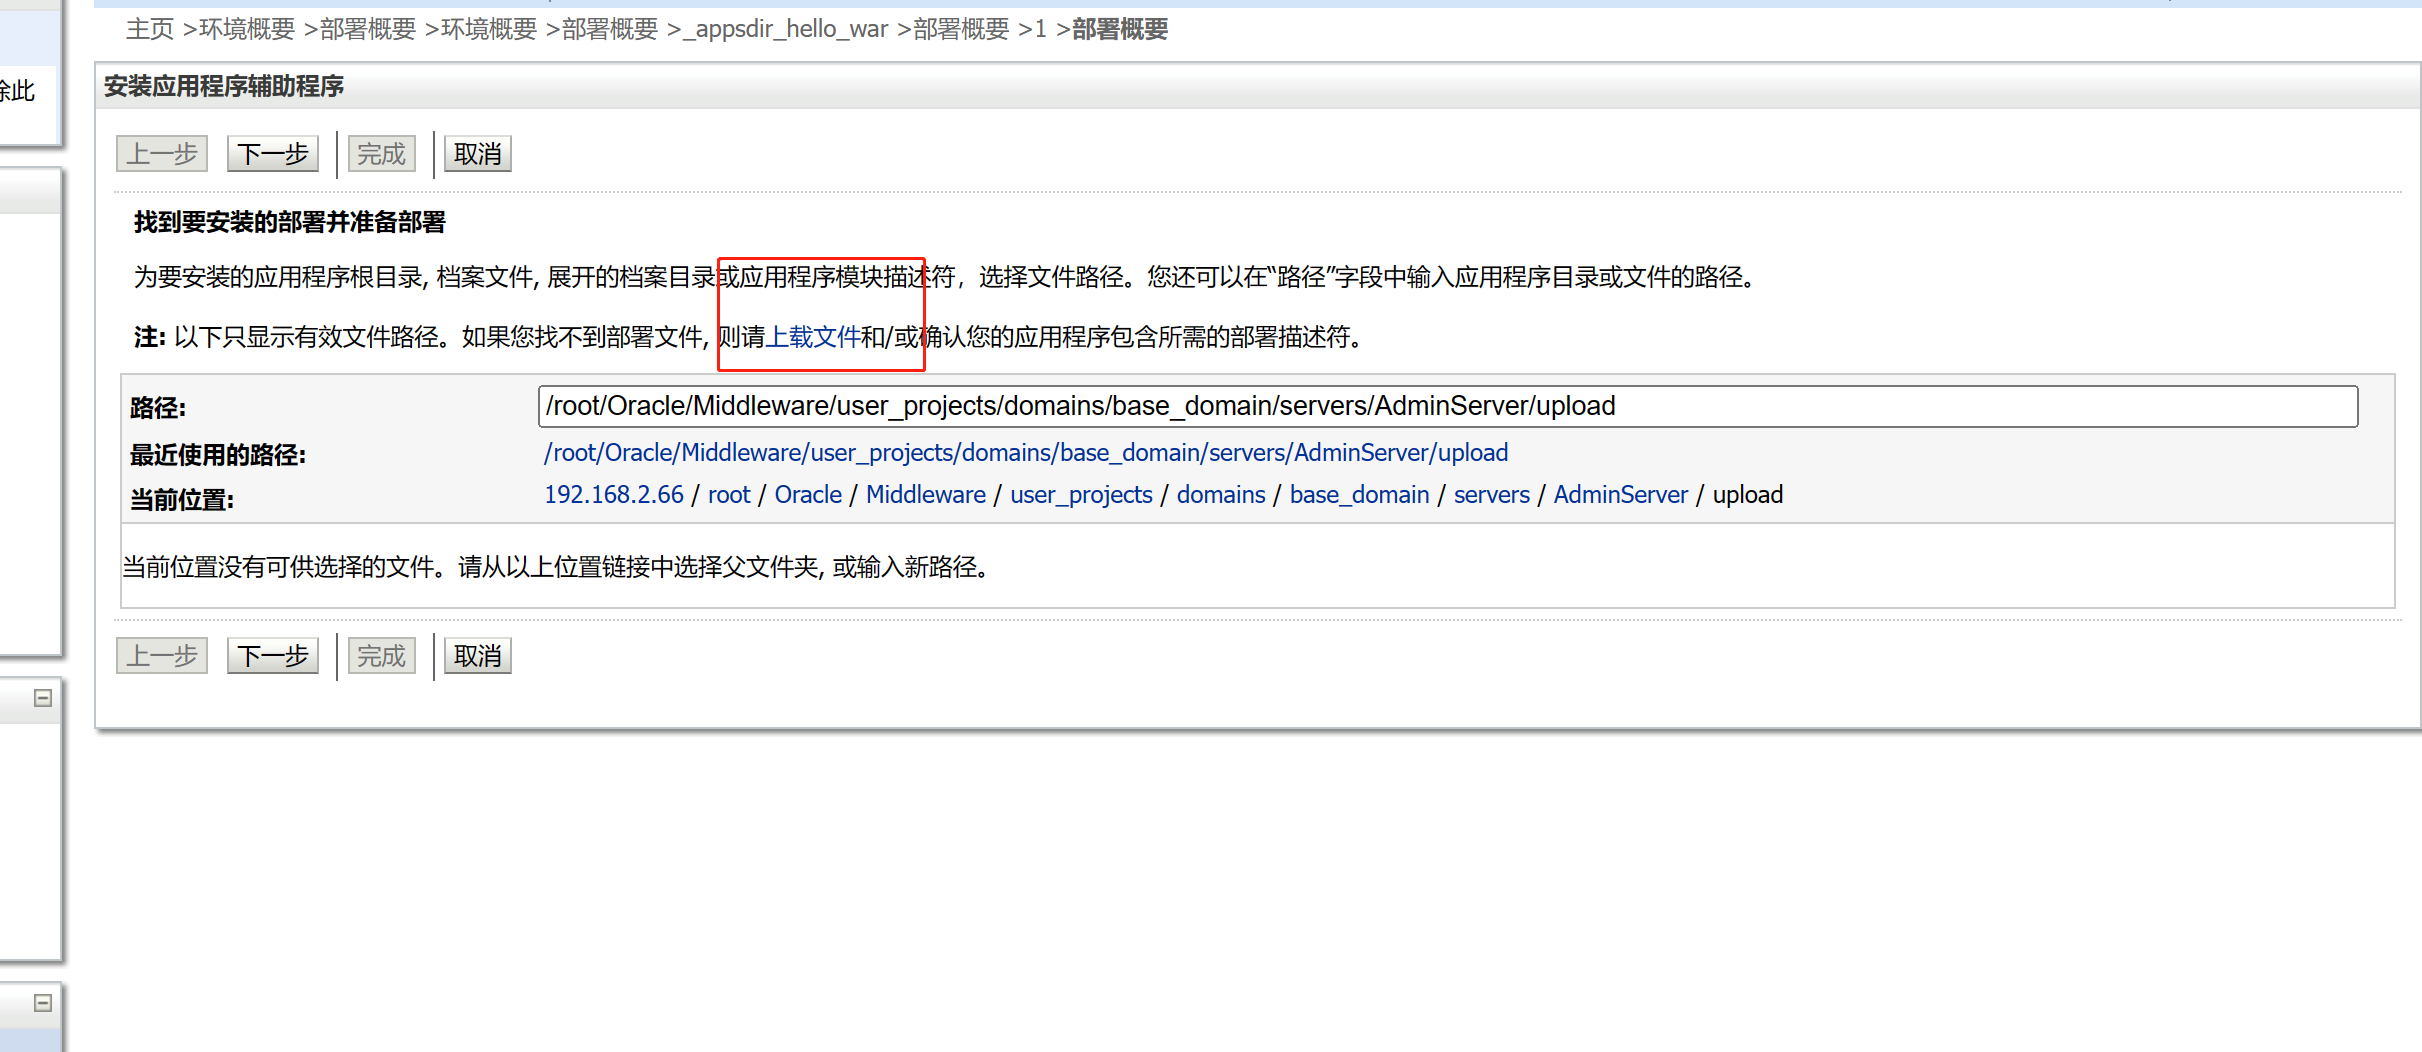 主页 >环境概要 >部署概要 >环境概要 >部署概要 >_appsdir_hello_war >部署概要 >1 >部署概要
除此
安装应用程序辅助程序
上一步 下一步 完成 取消
找到要安装的部署并准备部署
为要安装的应用程序根目录, 档案文件, 展开的档案目录或应用程序模块描述符，选择文件路径。您还可以在“路径”字段中输入应用程序目录或文件的路径。
注: 以下只显示有效文件路径。如果您找不到部署文件, 则请上载文件和/或确认您的应用程序包含所需的部署描述符。
路径: /root/Oracle/Middleware/user_projects/domains/base_domain/servers/AdminServer/upload
最近使用的路径: /root/Oracle/Middleware/user_projects/domains/base_domain/servers/AdminServer/upload
当前位置: 192.168.2.66 / root / Oracle / Middleware / user_projects / domains / base_domain / servers / AdminServer / upload
当前位置没有可供选择的文件。请从以上位置链接中选择父文件夹, 或输入新路径。
上一步 下一步 完成 取消